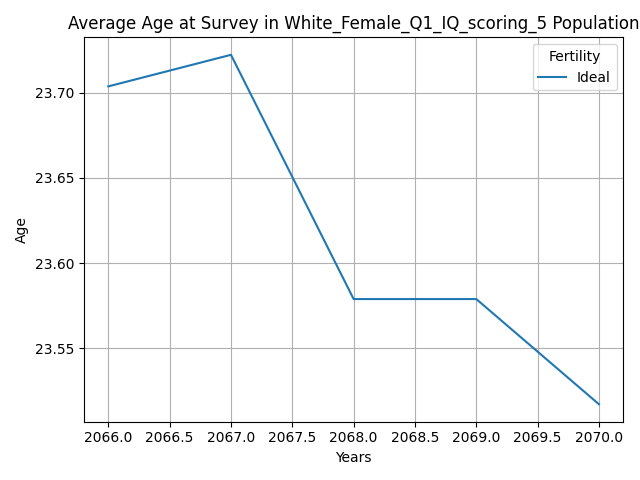 Average Age at Survey in White_Female_Q1_IQ_scoring_5 Population
Fertility
Ideal
23.70
23.65
23.60
23.55
Age
2066.0 2066.5 2067.0 2067.5 2068.0 2068.5 2069.0 2069.5 2070.0
Years